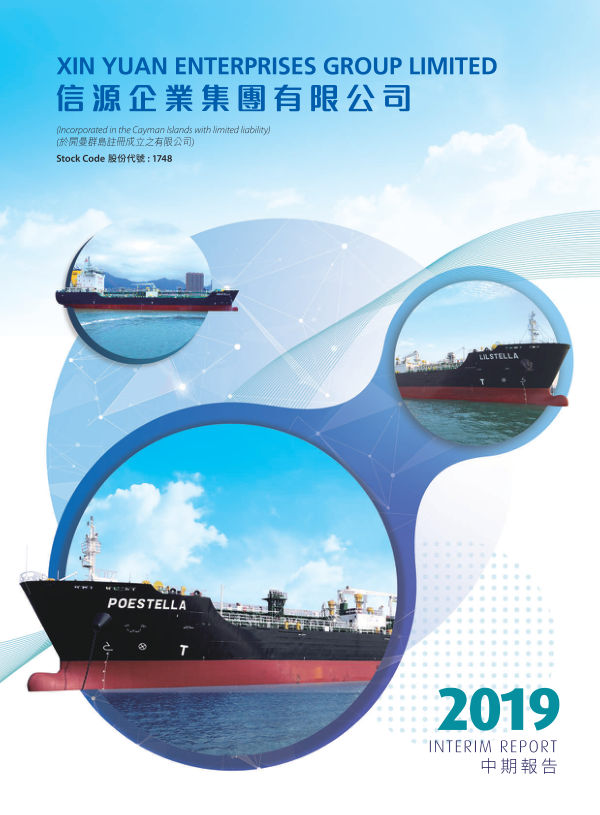 XIN YUAN ENTERPRISES GROUP LIMITED
信源企業集團有限公司
(Incorporated in the Cayman Islands with limited liability)
(於開曼群島註冊成立之有限公司)
Stock Code 股份代號 : 1748
LILSTELLA
T
POESTELLA
T
2019
INTERIM REPORT
中期報告